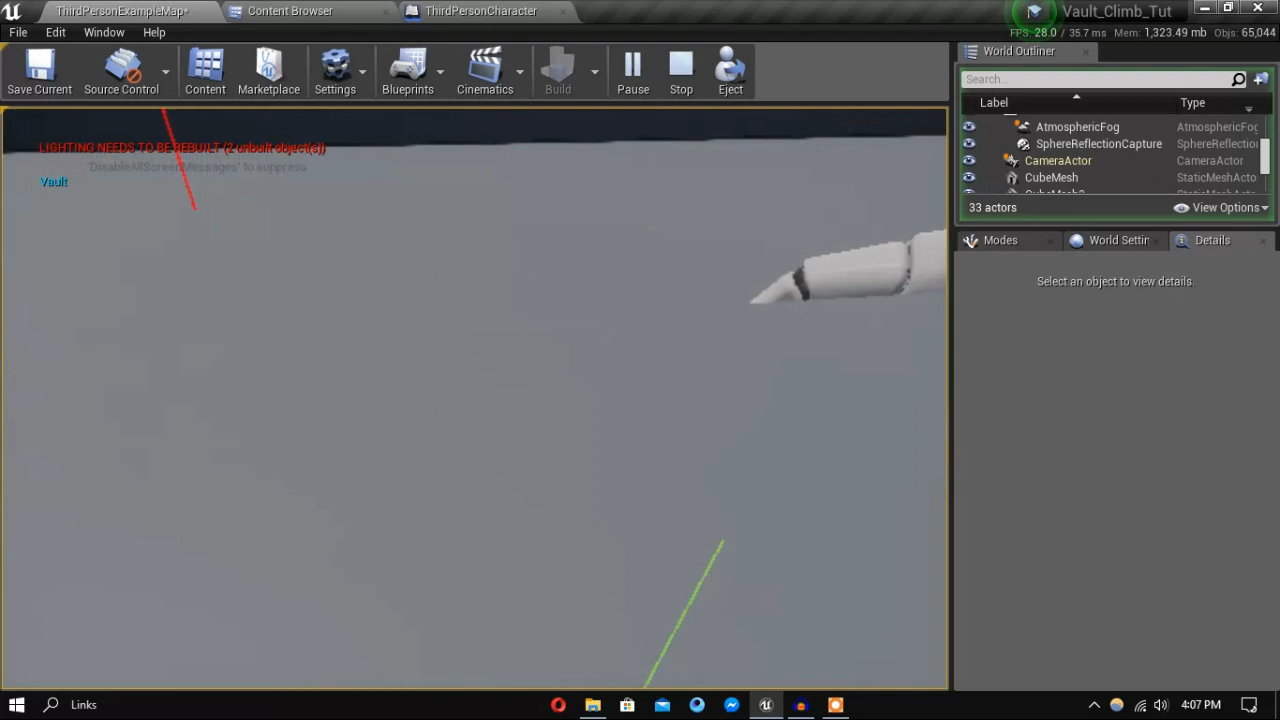 ThirdPersonExampleMap*
Content Browser
ThirdPersonCharacter
Vault_Climb_Tut
File Edit Window Help
FPS: 28.0 / 35.7 ms Mem: 1,323.49 mb Objs: 65,044
Save Current
Source Control
Content
Marketplace
Settings
Blueprints
Cinematics
Build
Pause
Stop
Eject
World Outliner
Search...
Label Type
AtmosphericFog AtmosphericFog
SphereReflectionCapture SphereReflection
CameraActor CameraActor
CubeMesh StaticMeshActo
33 actors
View Options
Modes
World Settin
Details
Select an object to view details.
LIGHTING NEEDS TO BE REBUILT (2 unbuilt object(s))
"DisableAllScreenMessages" to suppress
Vault
Links
4:07 PM